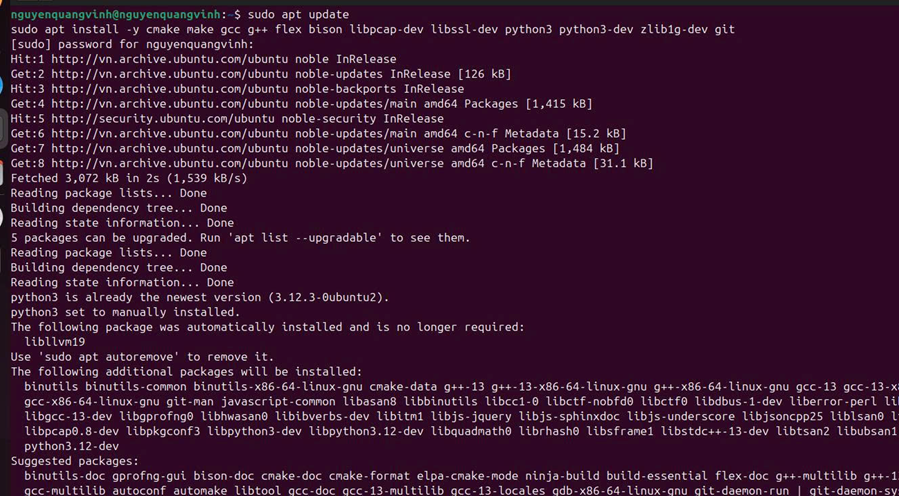 nguyenquangvinh@nguyenquangvinh:~$ sudo apt update
sudo apt install -y cmake make gcc g++ flex bison libpcap-dev libssl-dev python3 python3-dev zlib1g-dev git
[sudo] password for nguyenquangvinh:
Hit:1 http://vn.archive.ubuntu.com/ubuntu noble InRelease
Get:2 http://vn.archive.ubuntu.com/ubuntu noble-updates InRelease [126 kB]
Hit:3 http://vn.archive.ubuntu.com/ubuntu noble-backports InRelease
Get:4 http://vn.archive.ubuntu.com/ubuntu noble-updates/main amd64 Packages [1,415 kB]
Hit:5 http://security.ubuntu.com/ubuntu noble-security InRelease
Get:6 http://vn.archive.ubuntu.com/ubuntu noble-updates/main amd64 c-n-f Metadata [15.2 kB]
Get:7 http://vn.archive.ubuntu.com/ubuntu noble-updates/universe amd64 Packages [1,484 kB]
Get:8 http://vn.archive.ubuntu.com/ubuntu noble-updates/universe amd64 c-n-f Metadata [31.1 kB]
Fetched 3,072 kB in 2s (1,539 kB/s)
Reading package lists... Done
Building dependency tree... Done
Reading state information... Done
5 packages can be upgraded. Run 'apt list --upgradable' to see them.
Reading package lists... Done
Building dependency tree... Done
Reading state information... Done
python3 is already the newest version (3.12.3-0ubuntu2).
python3 set to manually installed.
The following package was automatically installed and is no longer required:
libllvm19
Use 'sudo apt autoremove' to remove it.
The following additional packages will be installed:
binutils binutils-common binutils-x86-64-linux-gnu cmake-data g++-13 g++-13-x86-64-linux-gnu g++-x86-64-linux-gnu gcc-13 gcc-13-x8
gcc-x86-64-linux-gnu git-man javascript-common libasan8 libbinutils libcc1-0 libctf-nobfd0 libctf0 libdbus-1-dev liberror-perl li
libgcc-13-dev libgprofng0 libhwasan0 libibverbs-dev libitm1 libjs-jquery libjs-sphinxdoc libjs-underscore libjsoncpp25 liblsan0 l
libpcap0.8-dev libpkgconf3 libpython3-dev libpython3.12-dev libquadmath0 librhash0 libsframe1 libstdc++-13-dev libtsan2 libubsan1
python3.12-dev
Suggested packages:
binutils-doc gprofng-gui bison-doc cmake-doc cmake-format elpa-cmake-mode ninja-build build-essential flex-doc g++-multilib g++-1
gcc-multilib autoconf automake libtool gcc-doc gcc-13-multilib gcc-13-locales gdb-x86-64-linux-gnu git-daemon-run | git-daemon-sy